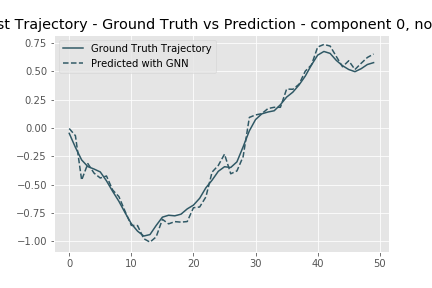 st Trajectory - Ground Truth vs Prediction - component 0, no
Ground Truth Trajectory
Predicted with GNN
0.75
0.50
0.25
0.00
−0.25
−0.50
−0.75
−1.00
0 10 20 30 40 50